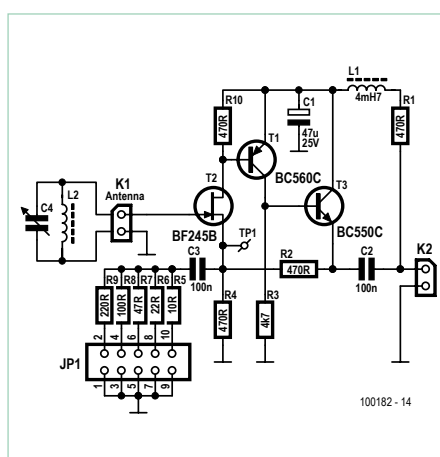 L1
4mH7
R10
470R
C1
47u
25V
R1
470R
T1
BC560C
K1
Antenna
T2
T3
C4
L2
BF245B
TP1
BC550C
C3
100n
R2
470R
C2
100n
K2
R9
220R
R8
100R
R7
47R
R6
22R
R5
10R
R4
470R
R3
4k7
2
4
6
8
10
JP1
1
3
5
7
9
100182 - 14